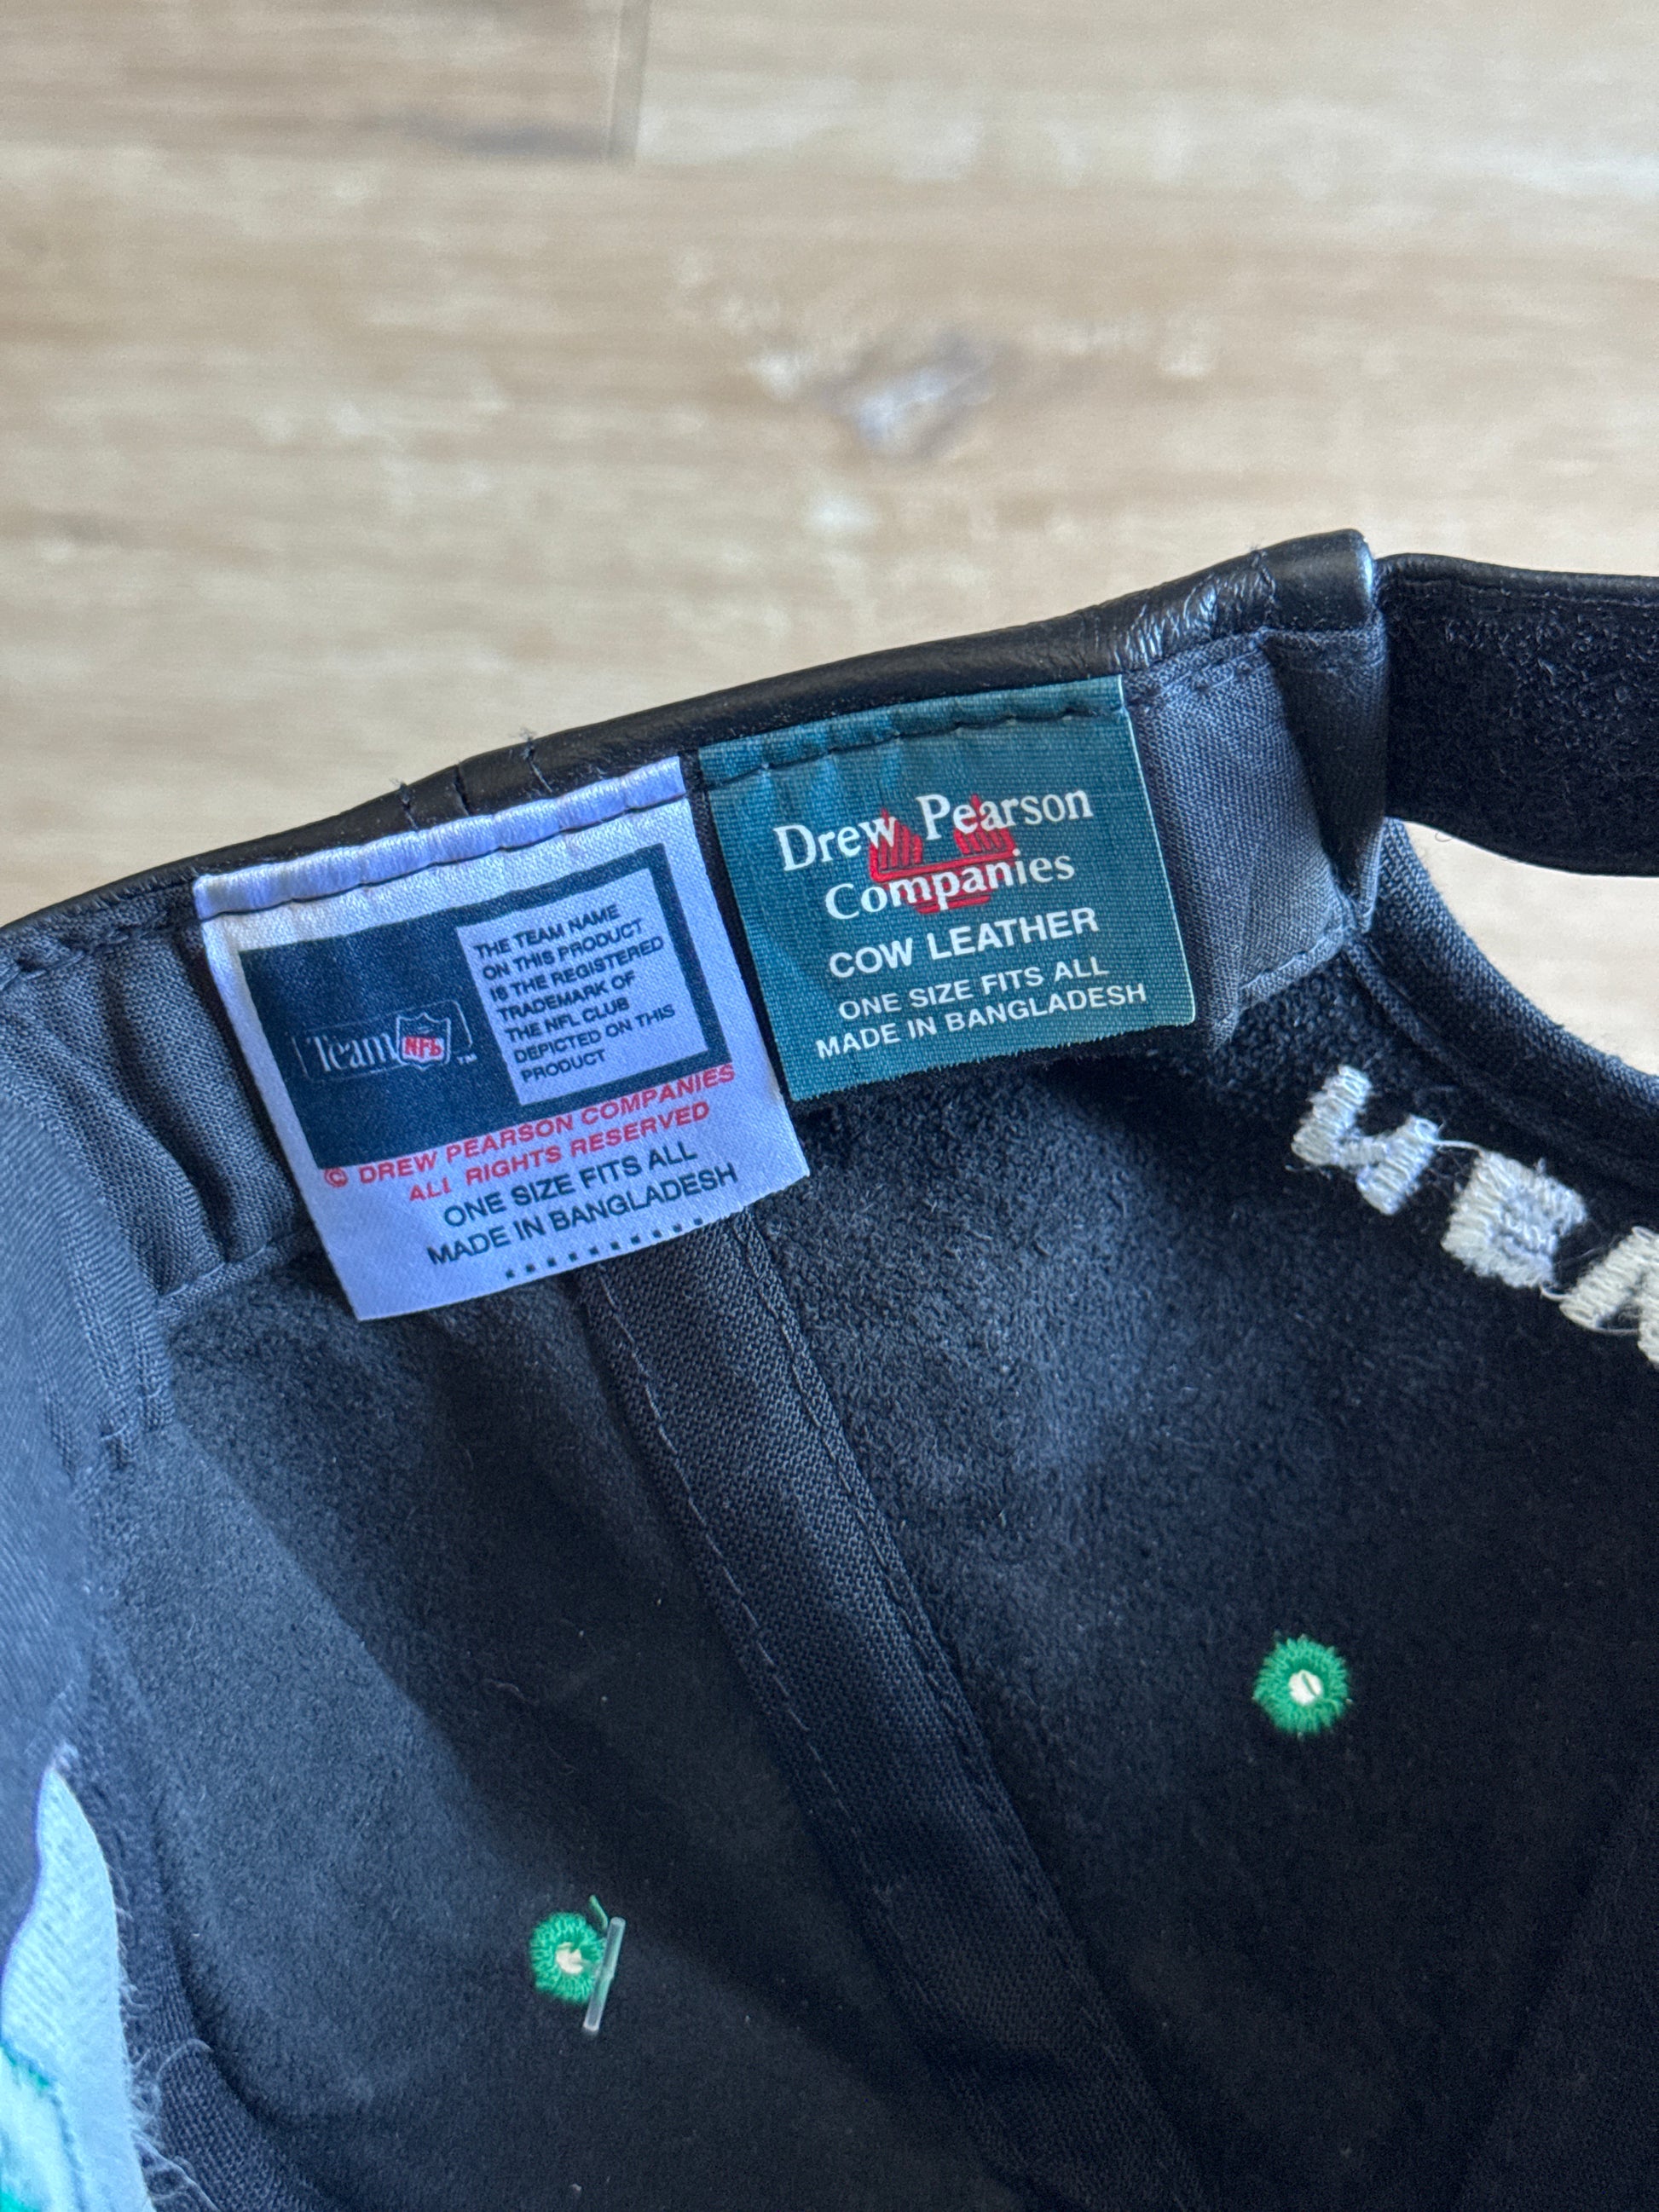 Team NFL TM
THE TEAM NAME
ON THIS PRODUCT
IS THE REGISTERED
TRADEMARK OF
THE NFL CLUB
DEPICTED ON THIS
PRODUCT
© DREW PEARSON COMPANIES
ALL RIGHTS RESERVED
ONE SIZE FITS ALL
MADE IN BANGLADESH
Drew Pearson
Companies
COW LEATHER
ONE SIZE FITS ALL
MADE IN BANGLADESH